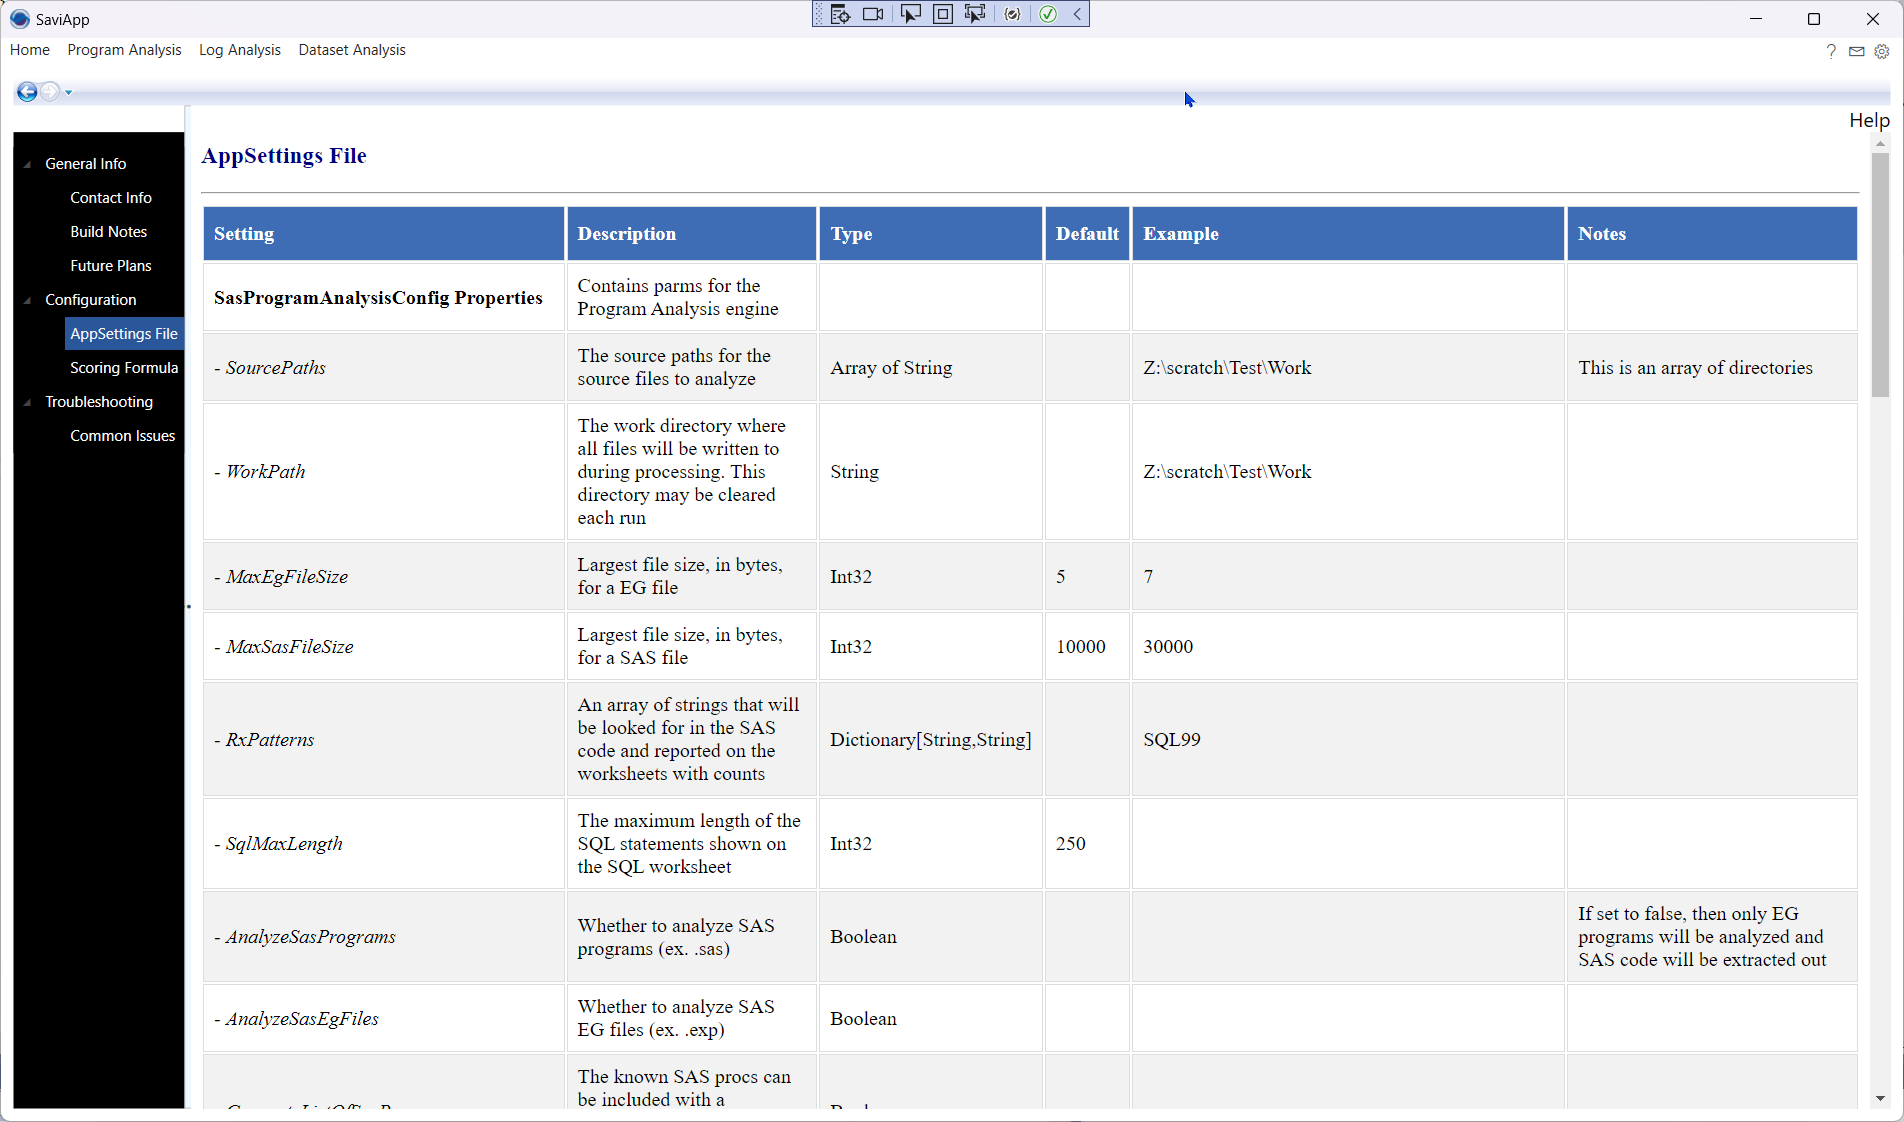 SaviApp
Home Program Analysis Log Analysis Dataset Analysis
?
Help
General Info
Contact Info
Build Notes
Future Plans
Configuration
AppSettings File
Scoring Formula
Troubleshooting
Common Issues
AppSettings File
Setting Description Type Default Example Notes
SasProgramAnalysisConfig Properties
Contains parms for the
Program Analysis engine
- SourcePaths
The source paths for the
source files to analyze
Array of String
Z:\scratch\Test\Work
This is an array of directories
- WorkPath
The work directory where
all files will be written to
during processing. This
directory may be cleared
each run
String
Z:\scratch\Test\Work
- MaxEgFileSize
Largest file size, in bytes,
for a EG file
Int32
5
7
- MaxSasFileSize
Largest file size, in bytes,
for a SAS file
Int32
10000
30000
- RxPatterns
An array of strings that will
be looked for in the SAS
code and reported on the
worksheets with counts
Dictionary[String,String]
SQL99
- SqlMaxLength
The maximum length of the
SQL statements shown on
the SQL worksheet
Int32
250
- AnalyzeSasPrograms
Whether to analyze SAS
programs (ex. .sas)
Boolean
If set to false, then only EG
programs will be analyzed and
SAS code will be extracted out
- AnalyzeSasEgFiles
Whether to analyze SAS
EG files (ex. .exp)
Boolean
The known SAS procs can
be included with a